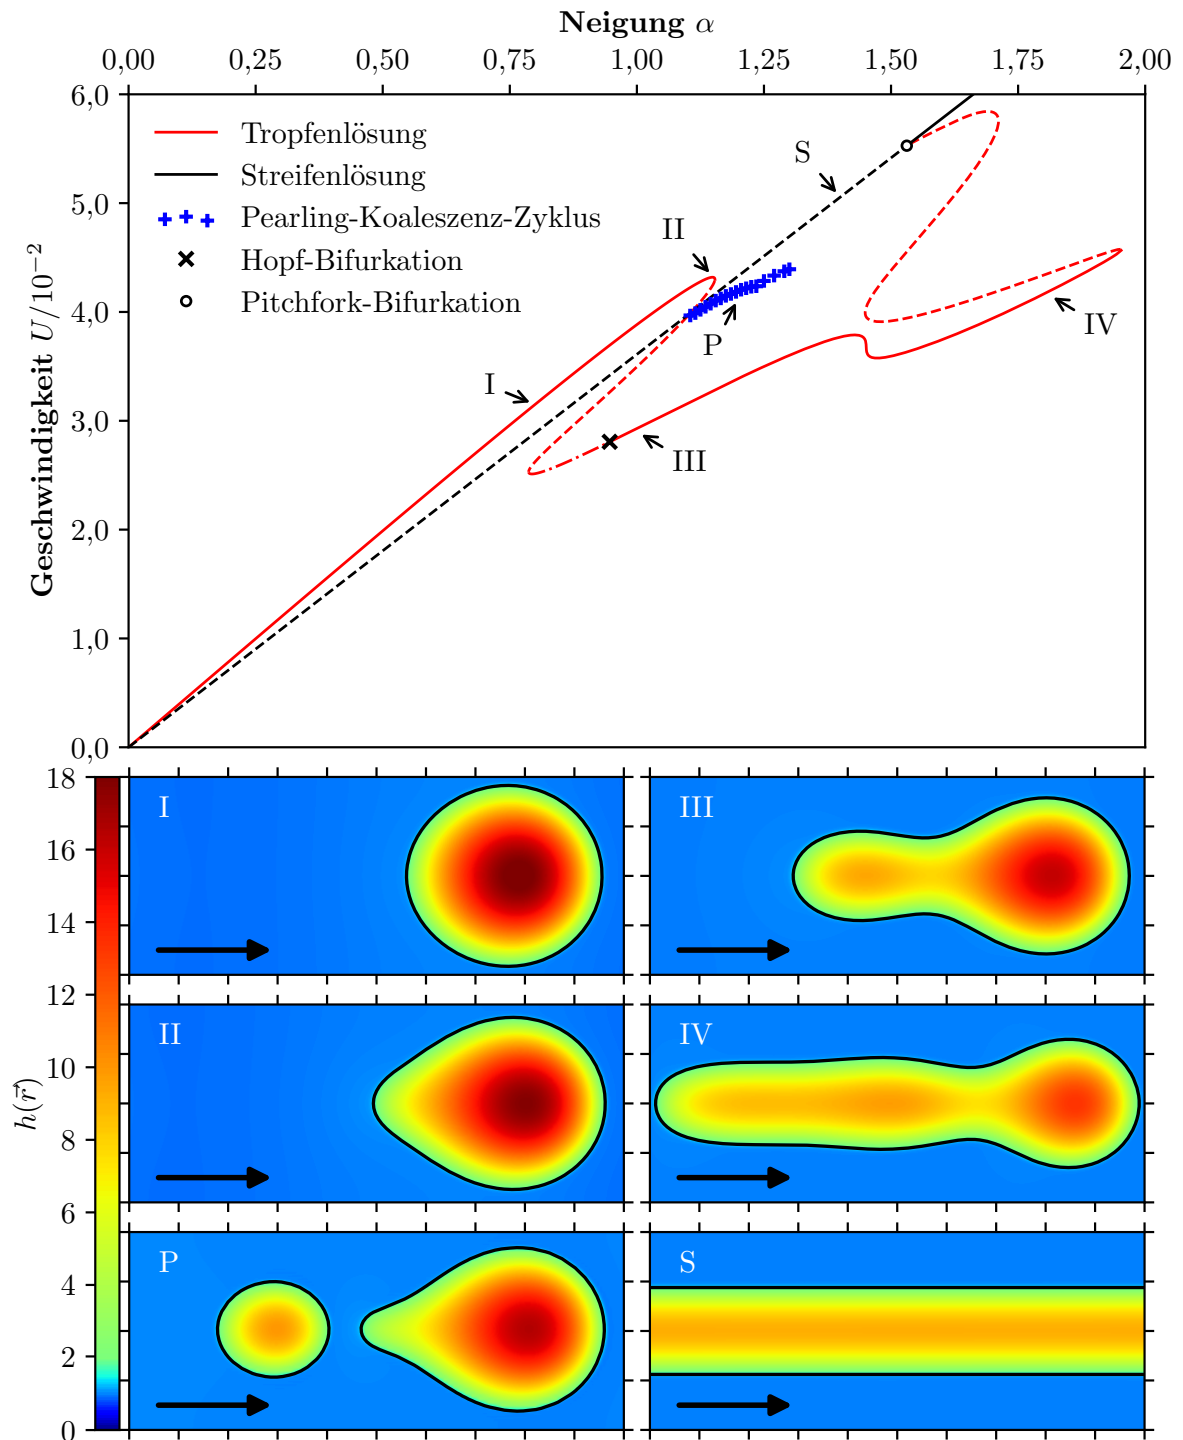 Neigung α
0,00 0,25 0,50 0,75 1,00 1,25 1,50 1,75 2,00
Geschwindigkeit U/10⁻²
6,0
5,0
4,0
3,0
2,0
1,0
0,0
Tropfenlösung
Streifenlösung
Pearling-Koaleszenz-Zyklus
Hopf-Bifurkation
Pitchfork-Bifurkation
S
II
P
IV
I
III
h(r⃗)
18
16
14
12
10
8
6
4
2
0
I
III
II
IV
P
S